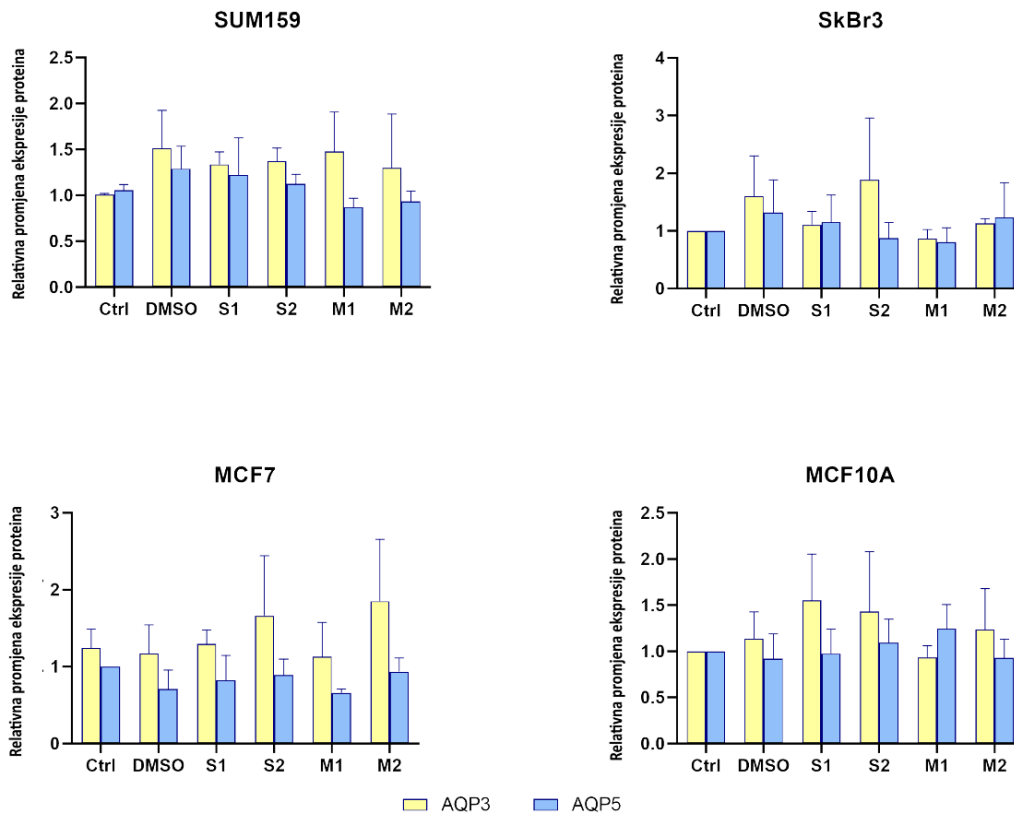 SUM159
Relativna promjena ekspresije proteina
2.5
2.0
1.5
1.0
0.5
0.0
Ctrl DMSO S1 S2 M1 M2
SkBr3
Relativna promjena ekspresije proteina
4
3
2
1
0
Ctrl DMSO S1 S2 M1 M2
MCF7
Relativna promjena ekspresije proteina
3
2
1
0
Ctrl DMSO S1 S2 M1 M2
MCF10A
Relativna promjena ekspresije proteina
2.5
2.0
1.5
1.0
0.5
0.0
Ctrl DMSO S1 S2 M1 M2
AQP3 AQP5